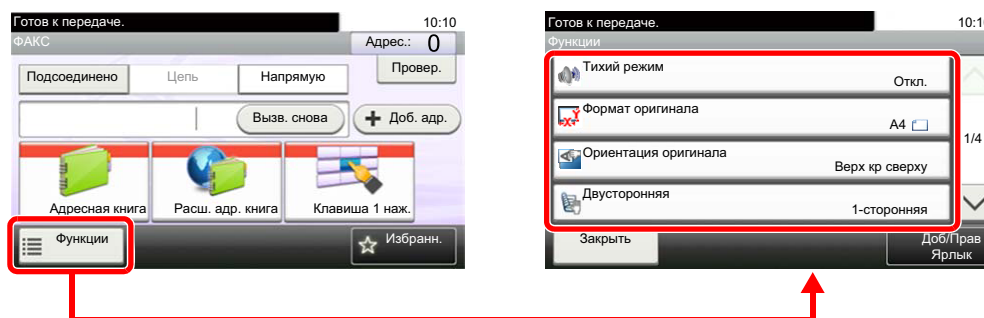 Готов к передаче.
10:10
ФАКС
Адрес.: 0
Подсоединено
Цепь
Напрямую
Провер.
Вызв. снова
Доб. адр.
Адресная книга
Расш. адр. книга
Клавиша 1 наж.
Функции
Избранн.
Готов к передаче.
Функции
Тихий режим
Откл.
Формат оригинала
A4
1/4
Ориентация оригинала
Верх кр сверху
Двусторонняя
1-сторонняя
Закрыть
Доб/Прав
Ярлык